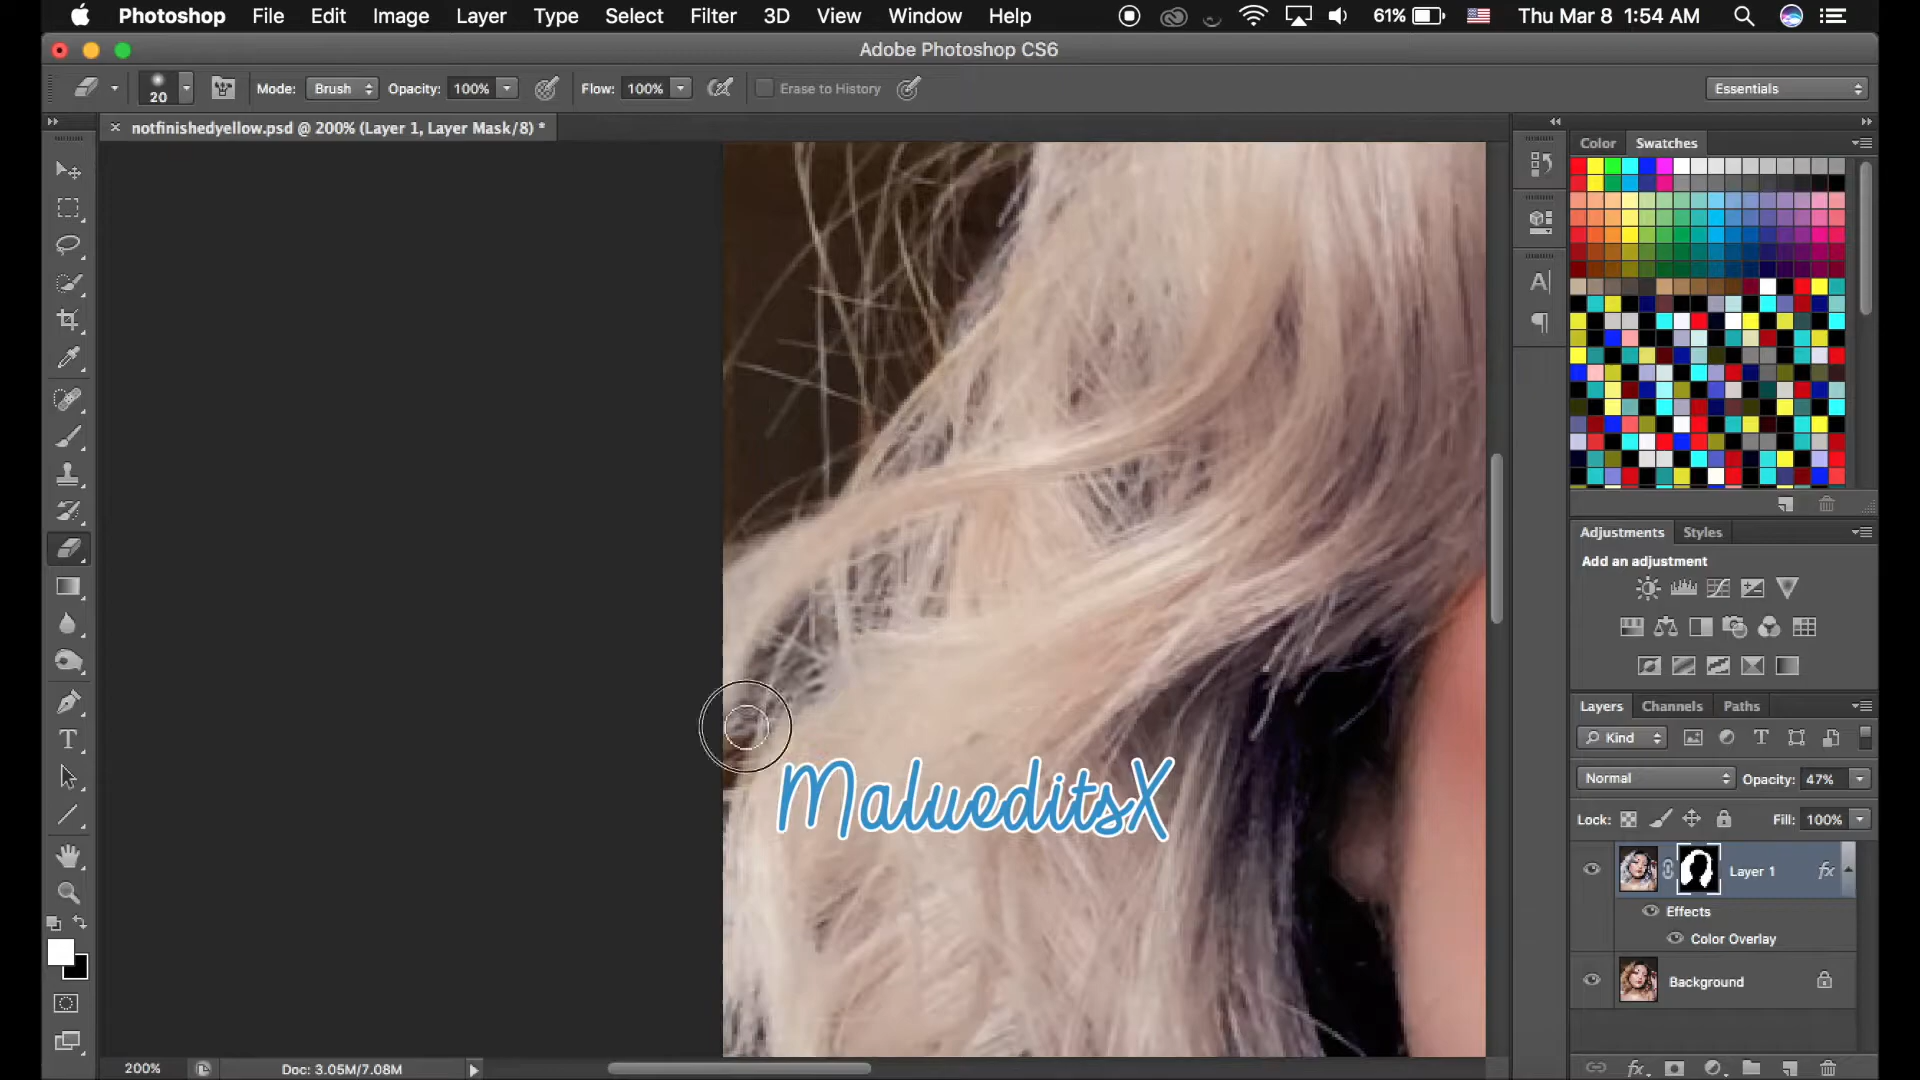 Photoshop File Edit Image Layer Type Select Filter 3D View Window Help 61% Thu Mar 8 1:54 AM
Adobe Photoshop CS6
20 Mode: Brush Opacity: 100% Flow: 100% Erase to History Essentials
notfinishedyellow.psd @ 200% (Layer 1, Layer Mask/8) *
Color Swatches
Adjustments Styles
Add an adjustment
Layers Channels Paths
Kind
Normal Opacity: 47%
Lock: Fill: 100%
Layer 1 fx
Effects
Color Overlay
Background
MalueditsX
200% Doc: 3.05M/7.08M